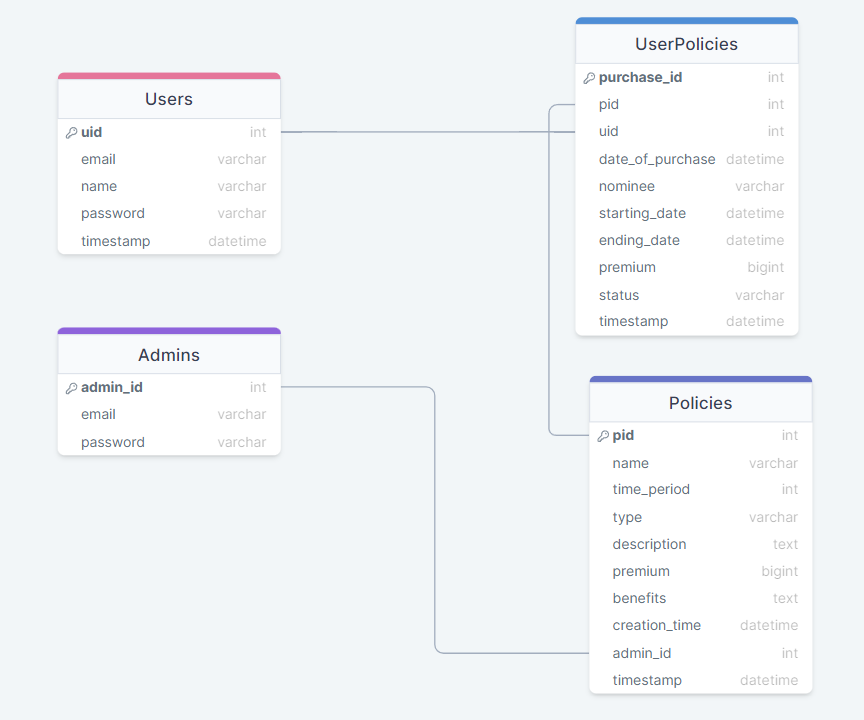 Users
uid int
email varchar
name varchar
password varchar
timestamp datetime
UserPolicies
purchase_id int
pid int
uid int
date_of_purchase datetime
nominee varchar
starting_date datetime
ending_date datetime
premium bigint
status varchar
timestamp datetime
Admins
admin_id int
email varchar
password varchar
Policies
pid int
name varchar
time_period int
type varchar
description text
premium bigint
benefits text
creation_time datetime
admin_id int
timestamp datetime